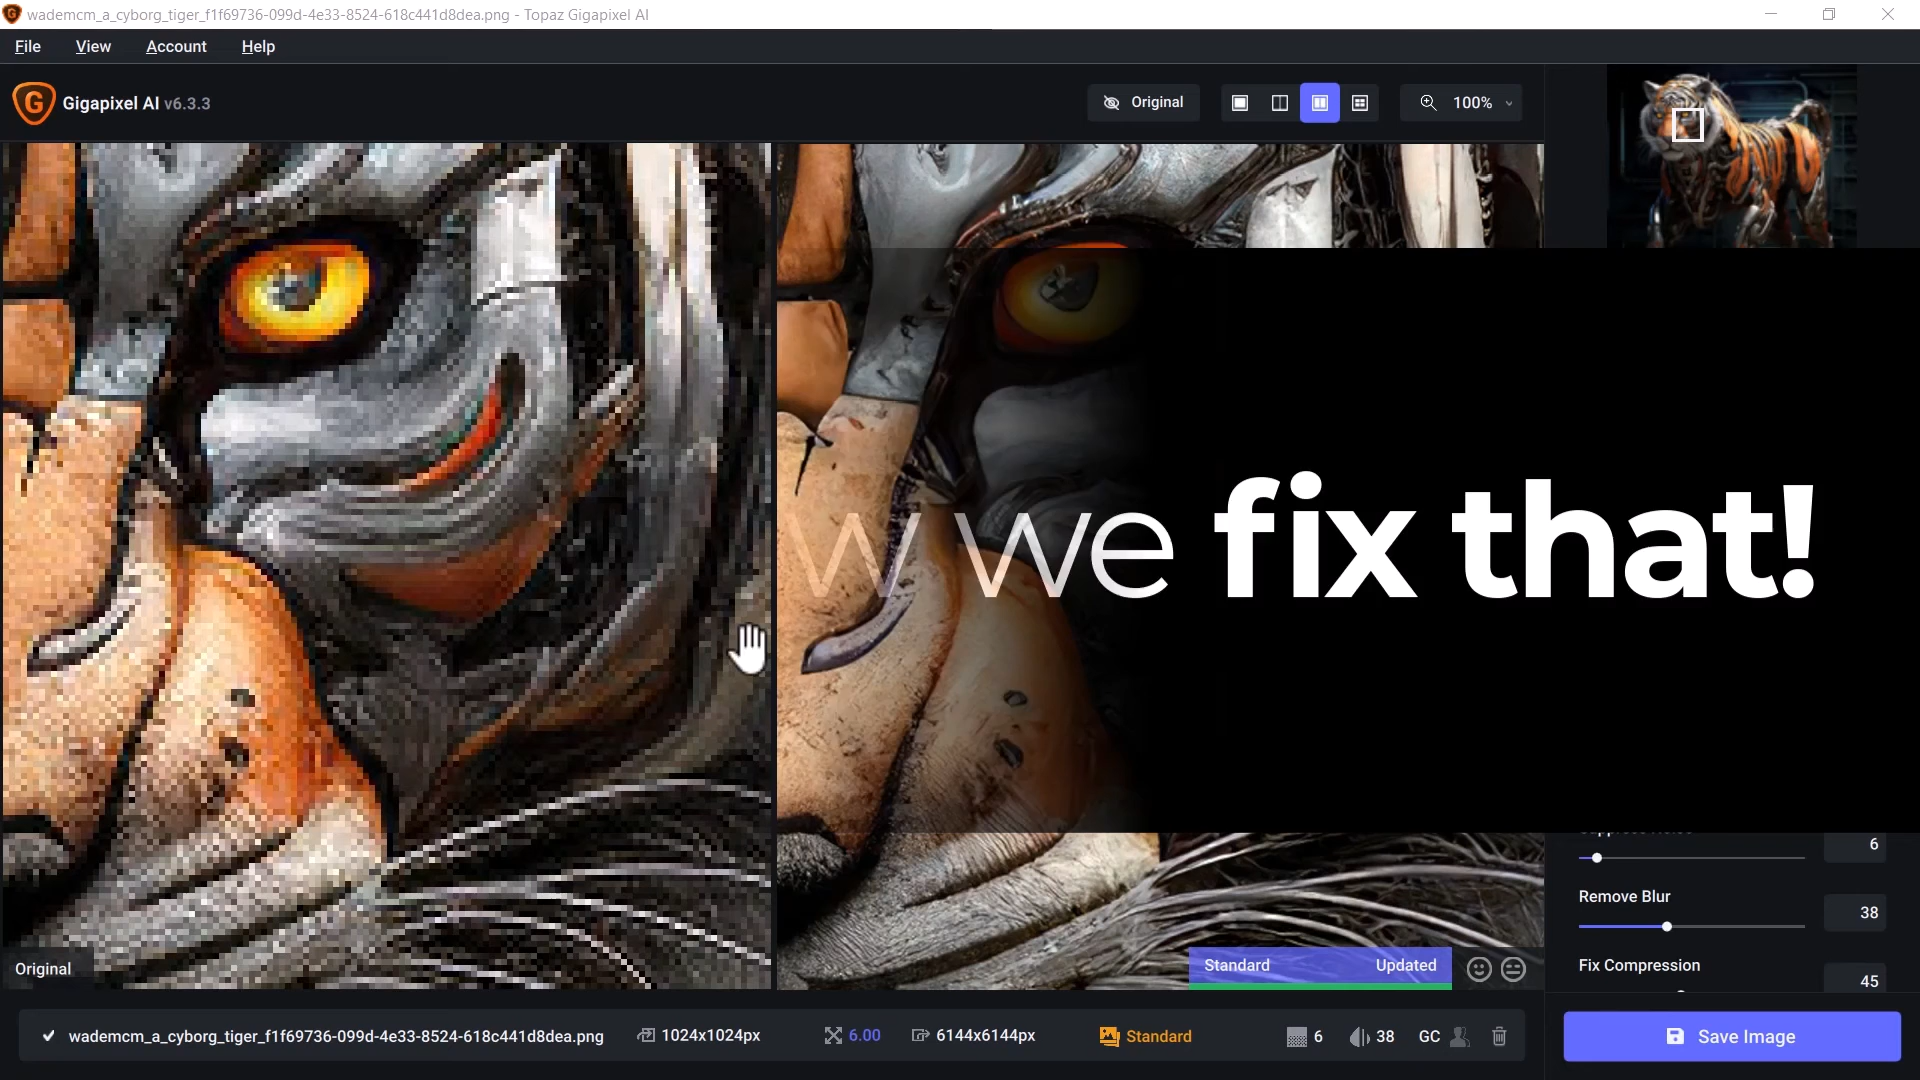 wademcm_a_cyborg_tiger_f1f69736-099d-4e33-8524-618c441d8dea.png - Topaz Gigapixel AI
File View Account Help
G Gigapixel AI v6.3.3
Original
100%
w we fix that!
6
Remove Blur
38
Fix Compression
45
Original
Standard Updated
wademcm_a_cyborg_tiger_f1f69736-099d-4e33-8524-618c441d8dea.png 1024x1024px 6.00 6144x6144px Standard 6 38 GC
Save Image